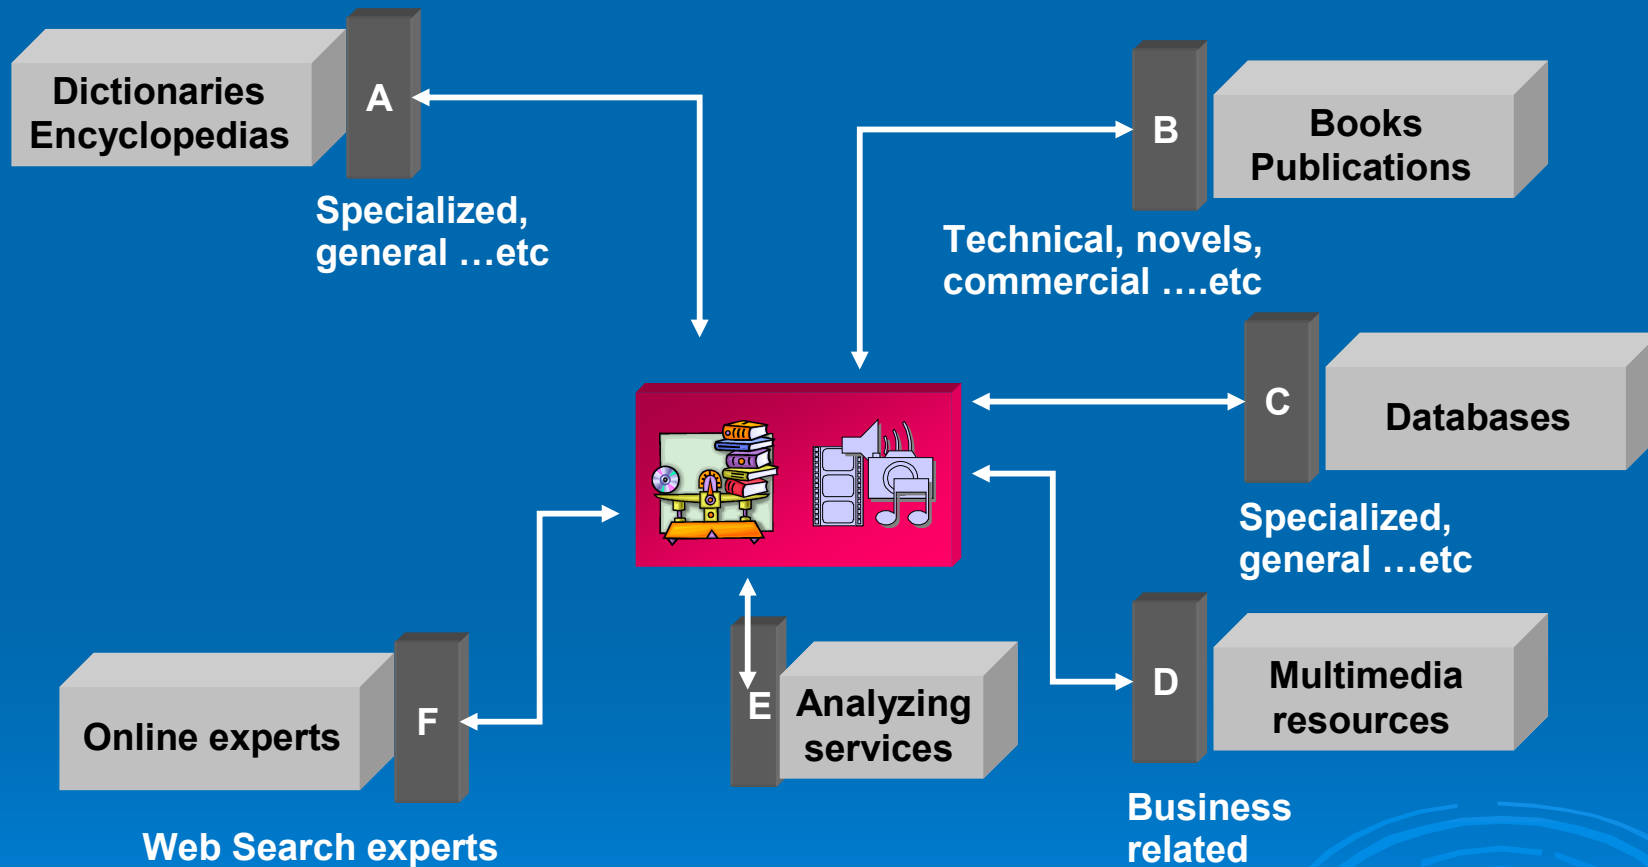 Dictionaries
Encyclopedias
A
Specialized,
general …etc
B
Books
Publications
Technical, novels,
commercial ….etc
C
Databases
Specialized,
general …etc
D
Multimedia
resources
Business
related
E
Analyzing
services
F
Online experts
Web Search experts